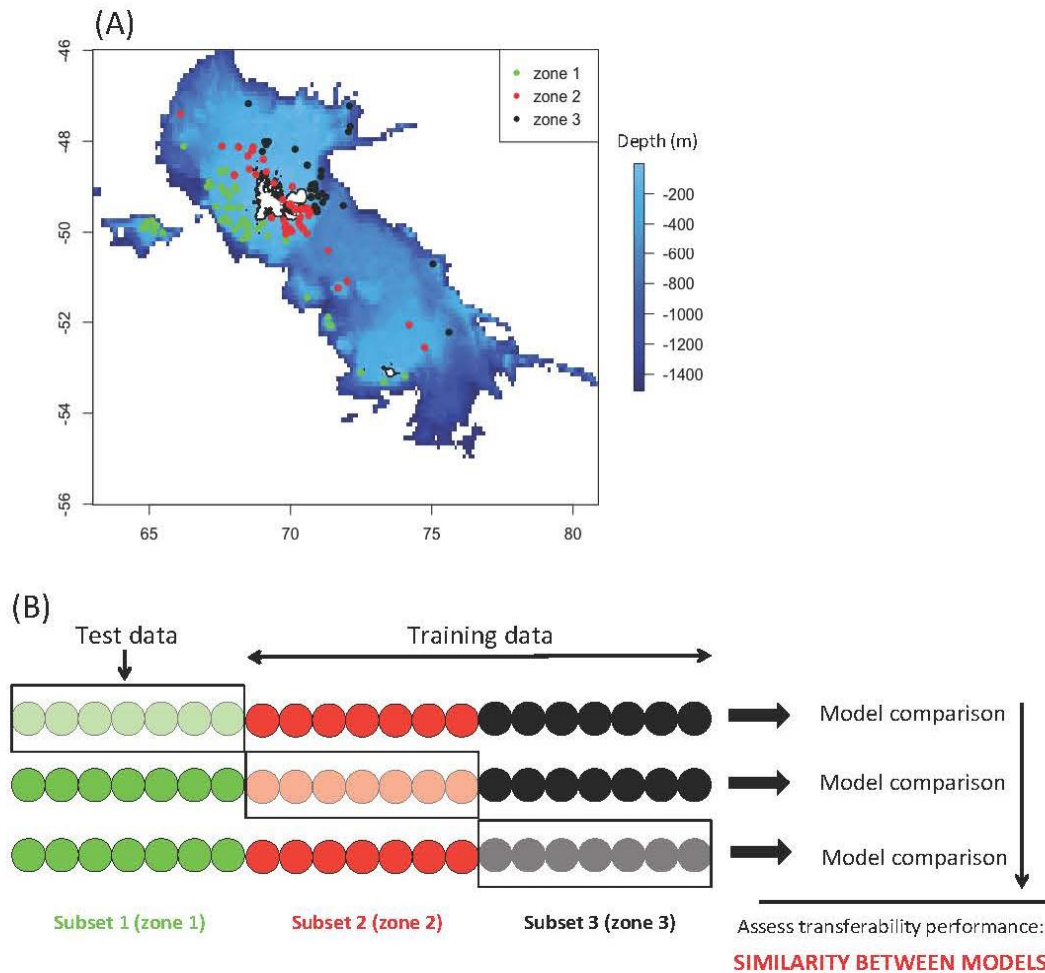 (A)
-46
-48
-50
-52
-54
-56
65
70
75
80
zone 1
zone 2
zone 3
Depth (m)
-200
-400
-600
-800
-1000
-1200
-1400
(B)
Test data
Training data
Model comparison
Model comparison
Model comparison
Subset 1 (zone 1)
Subset 2 (zone 2)
Subset 3 (zone 3)
Assess transferability performance:
SIMILARITY BETWEEN MODELS